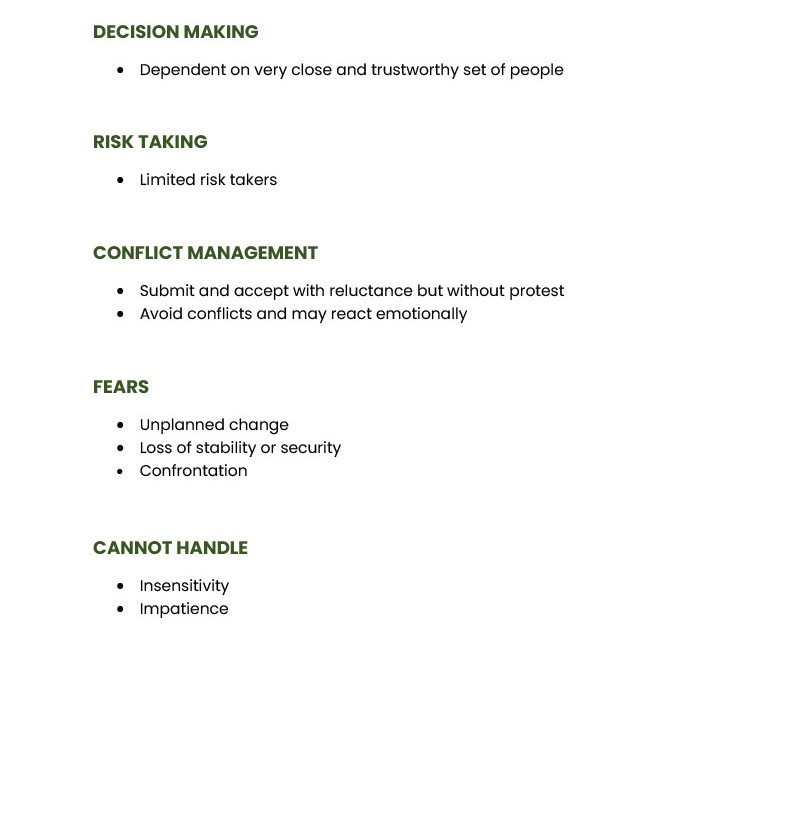 DECISION MAKING
• Dependent on very close and trustworthy set of people
RISK TAKING
• Limited risk takers
CONFLICT MANAGEMENT
• Submit and accept with reluctance but without protest
• Avoid conflicts and may react emotionally
FEARS
• Unplanned change
• Loss of stability or security
• Confrontation
CANNOT HANDLE
• Insensitivity
• Impatience